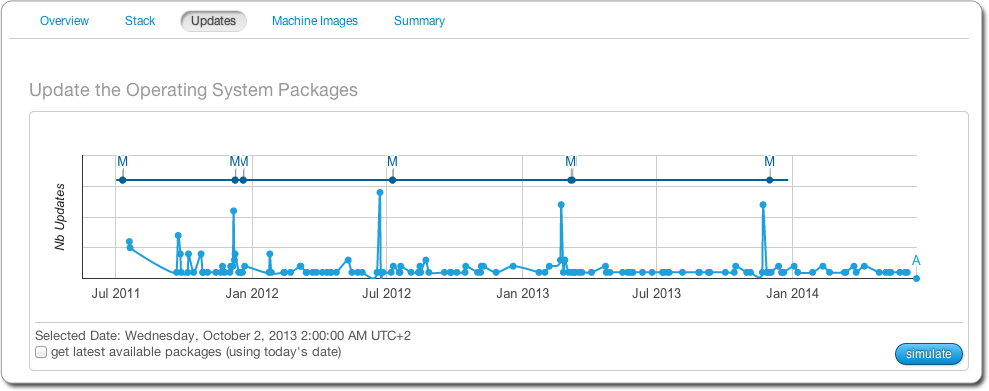 Overview Stack Updates Machine Images Summary
Update the Operating System Packages
M M M M M M
Nb Updates
A
Jul 2011 Jan 2012 Jul 2012 Jan 2013 Jul 2013 Jan 2014
Selected Date: Wednesday, October 2, 2013 2:00:00 AM UTC+2
get latest available packages (using today's date)
simulate